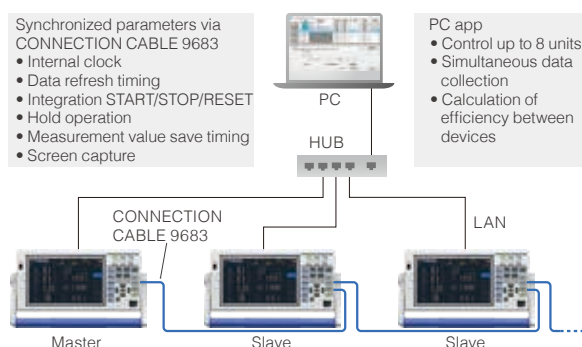 Synchronized parameters via
CONNECTION CABLE 9683
• Internal clock
• Data refresh timing
• Integration START/STOP/RESET
• Hold operation
• Measurement value save timing
• Screen capture
PC app
• Control up to 8 units
• Simultaneous data
collection
• Calculation of
efficiency between
devices
PC
HUB
CONNECTION
CABLE 9683
LAN
Master
Slave
Slave